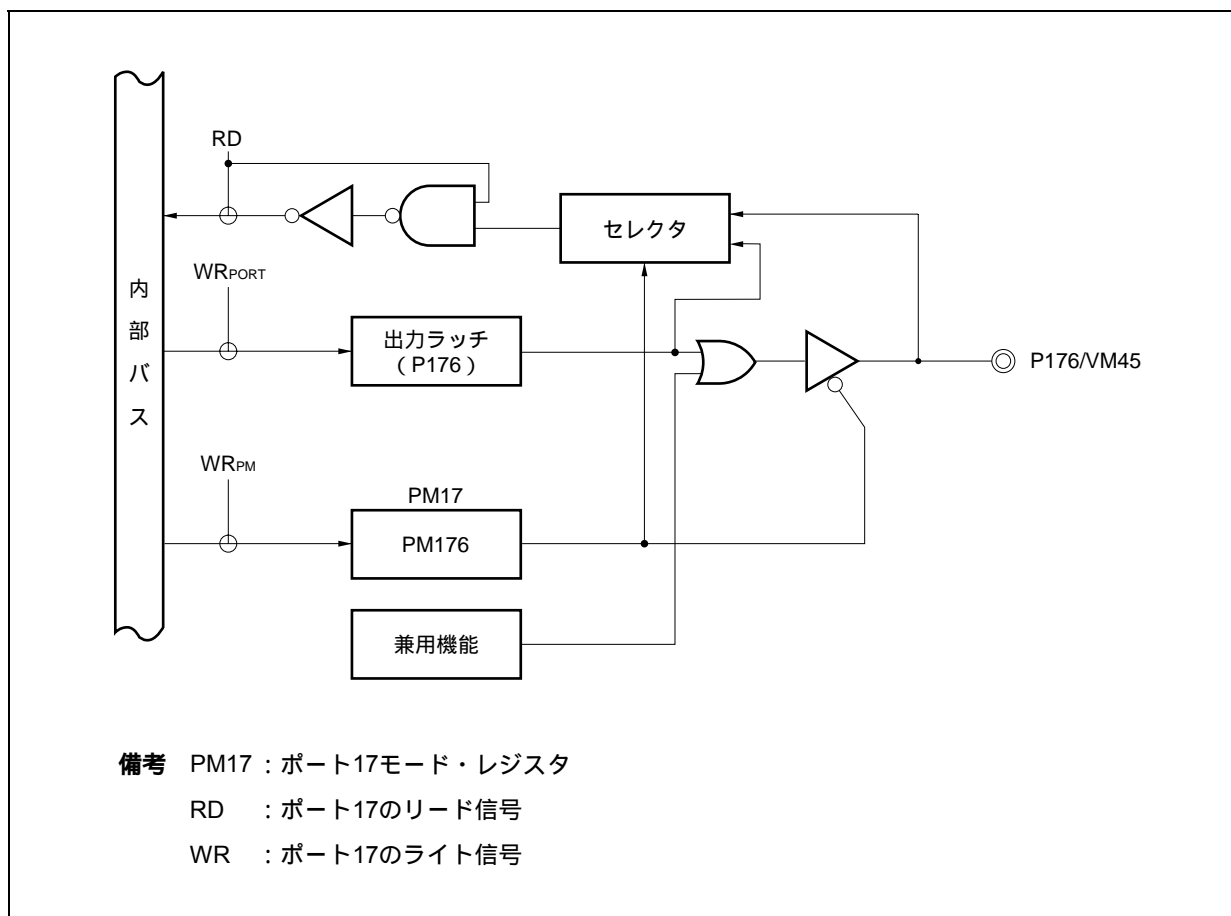 RD
セレクタ
WRPORT
内部バス
出力ラッチ
（P176）
P176/VM45
WRPM
PM17
PM176
兼用機能
備考 PM17 ：ポート17モード・レジスタ
RD ：ポート17のリード信号
WR ：ポート17のライト信号